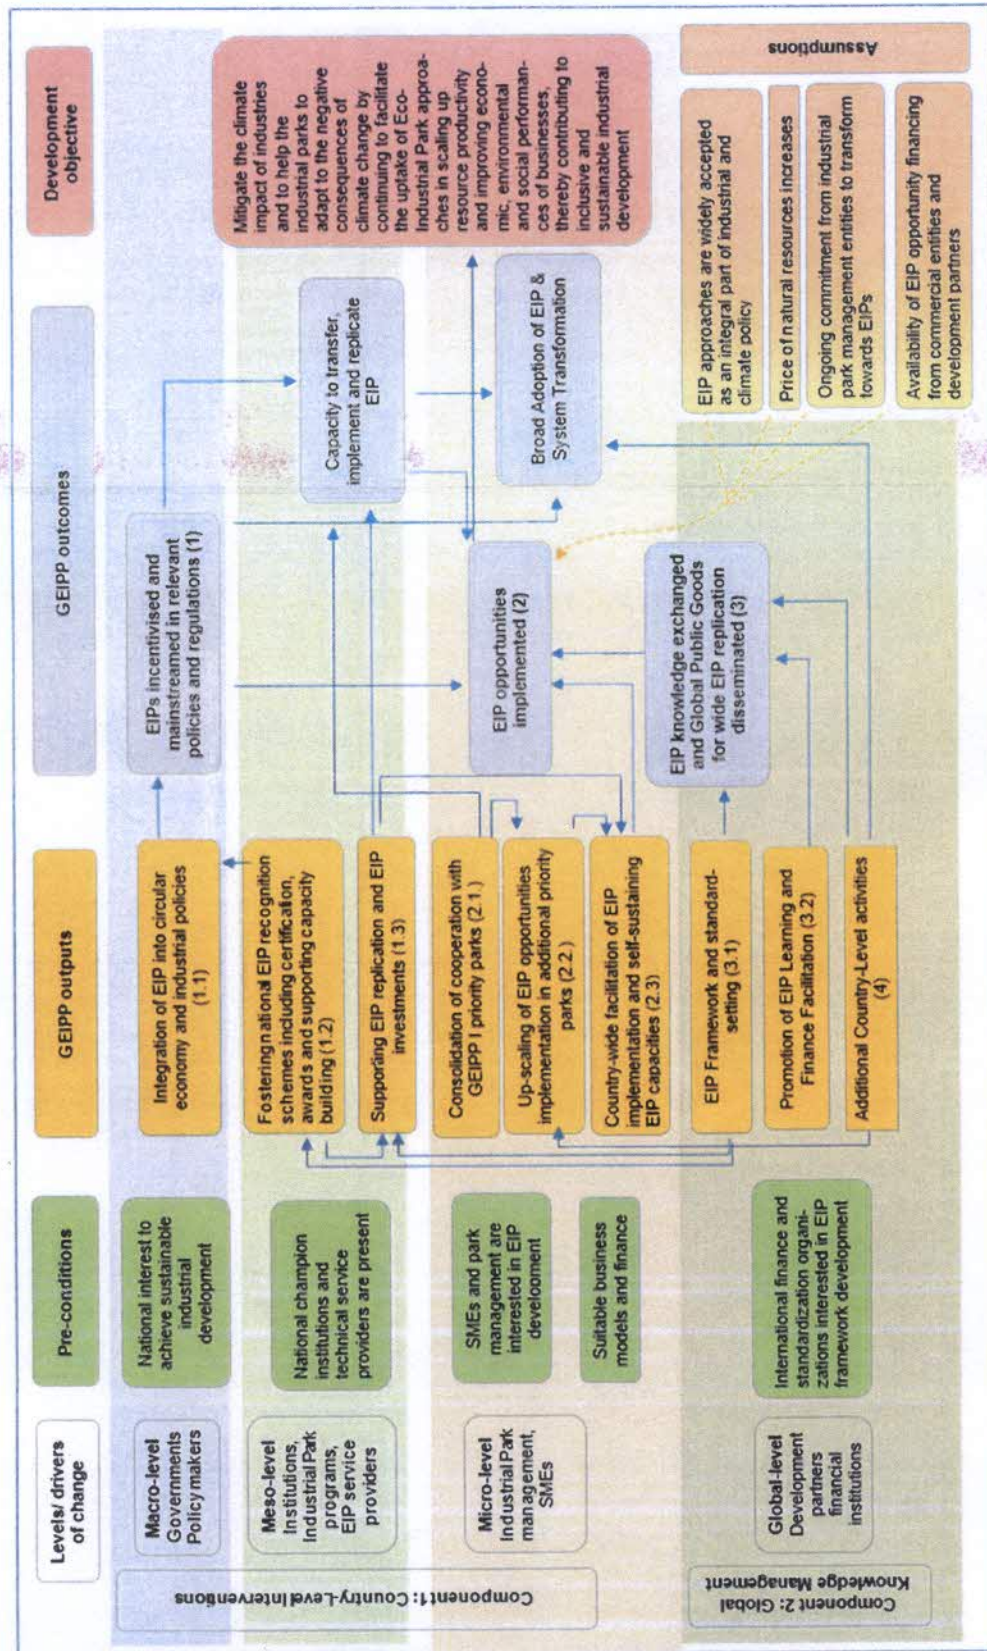 Levels/ drivers
of change
Pre-conditions
GEIPP outputs
GEIPP outcomes
Development
objective
Component1: Country-Level Interventions
Macro-level
Governments
Policy makers
National interest to
achieve sustainable
industrial
development
Integration of EIP into circular
economy and industrial policies
(1.1)
EIPs incentivised and
mainstreamed in relevant
policies and regulations (1)
Meso-level
Institutions,
Industrial Park
programs,
EIP service
providers
National champion
institutions and
technical service
providers are present
Fostering national EIP recognition
schemes including certification,
awards and supporting capacity
building (1.2)
Supporting EIP replication and EIP
investments (1.3)
Capacity to transfer,
implement and replicate
EIP
Mitigate the climate
impact of industries
and to help the
industrial parks to
adapt to the negative
consequences of
climate change by
continuing to facilitate
the uptake of Eco-
Industrial Park approa-
ches in scaling up
resource productivity
and improving econo-
mic, environmental
and social performan-
ces of businesses,
thereby contributing to
inclusive and
sustainable industrial
development
Micro-level
Industrial Park
management,
SMEs
SMEs and park
management are
interested in EIP
develooment
Suitable business
models and finance
Consolidation of cooperation with
GEIPP I priority parks (2.1.)
Up-scaling of EIP opportunities
implementation in additional priority
parks (2.2.)
Country-wide facilitation of EIP
implementation and self-sustaining
EIP capacities (2.3)
EIP opportunities
implemented (2)
Broad Adoption of EIP &
System Transformation
Component 2: Global
Knowledge Management
Global-level
Development
partners
financial
institutions
International finance and
standardization organi-
zations interested in EIP
framework development
EIP Framework and standard-
setting (3.1)
Promotion of EIP Learning and
Finance Facilitation (3.2)
Additional Country-Level activities
(4)
EIP knowledge exchanged
and Global Public Goods
for wide EIP replication
disseminated (3)
EIP approaches are widely accepted
as an integral part of industrial and
climate policy
Price of natural resources increases
Ongoing commitment from industrial
park management entities to transform
towards EIPs
Availability of EIP opportunity financing
from commercial entities and
development partners
Assumptions